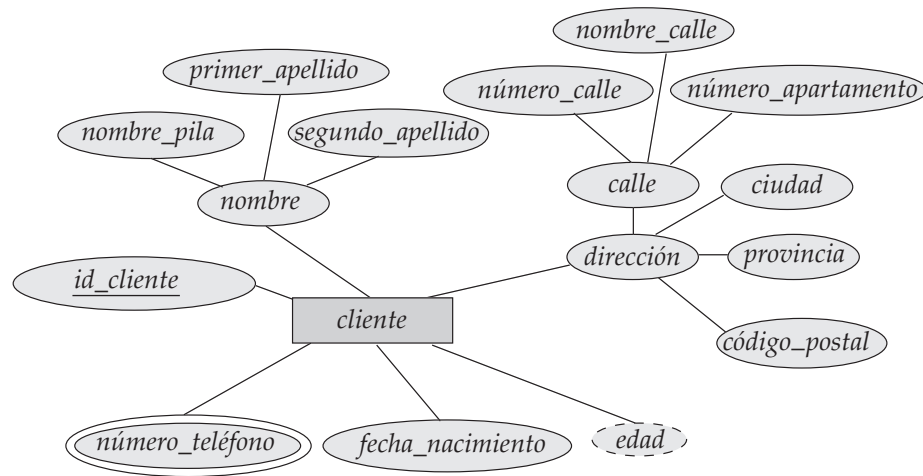 nombre_calle
primer_apellido
número_calle
número_apartamento
nombre_pila
segundo_apellido
calle
ciudad
nombre
dirección
provincia
id_cliente
cliente
código_postal
número_teléfono
fecha_nacimiento
edad